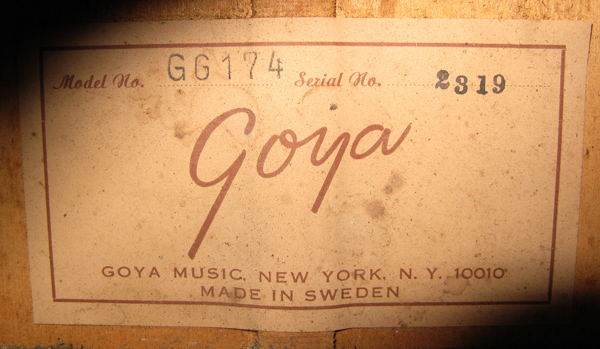 Model No. GG174 Serial No. 2319
Goya
GOYA MUSIC, NEW YORK, N. Y. 10010
MADE IN SWEDEN